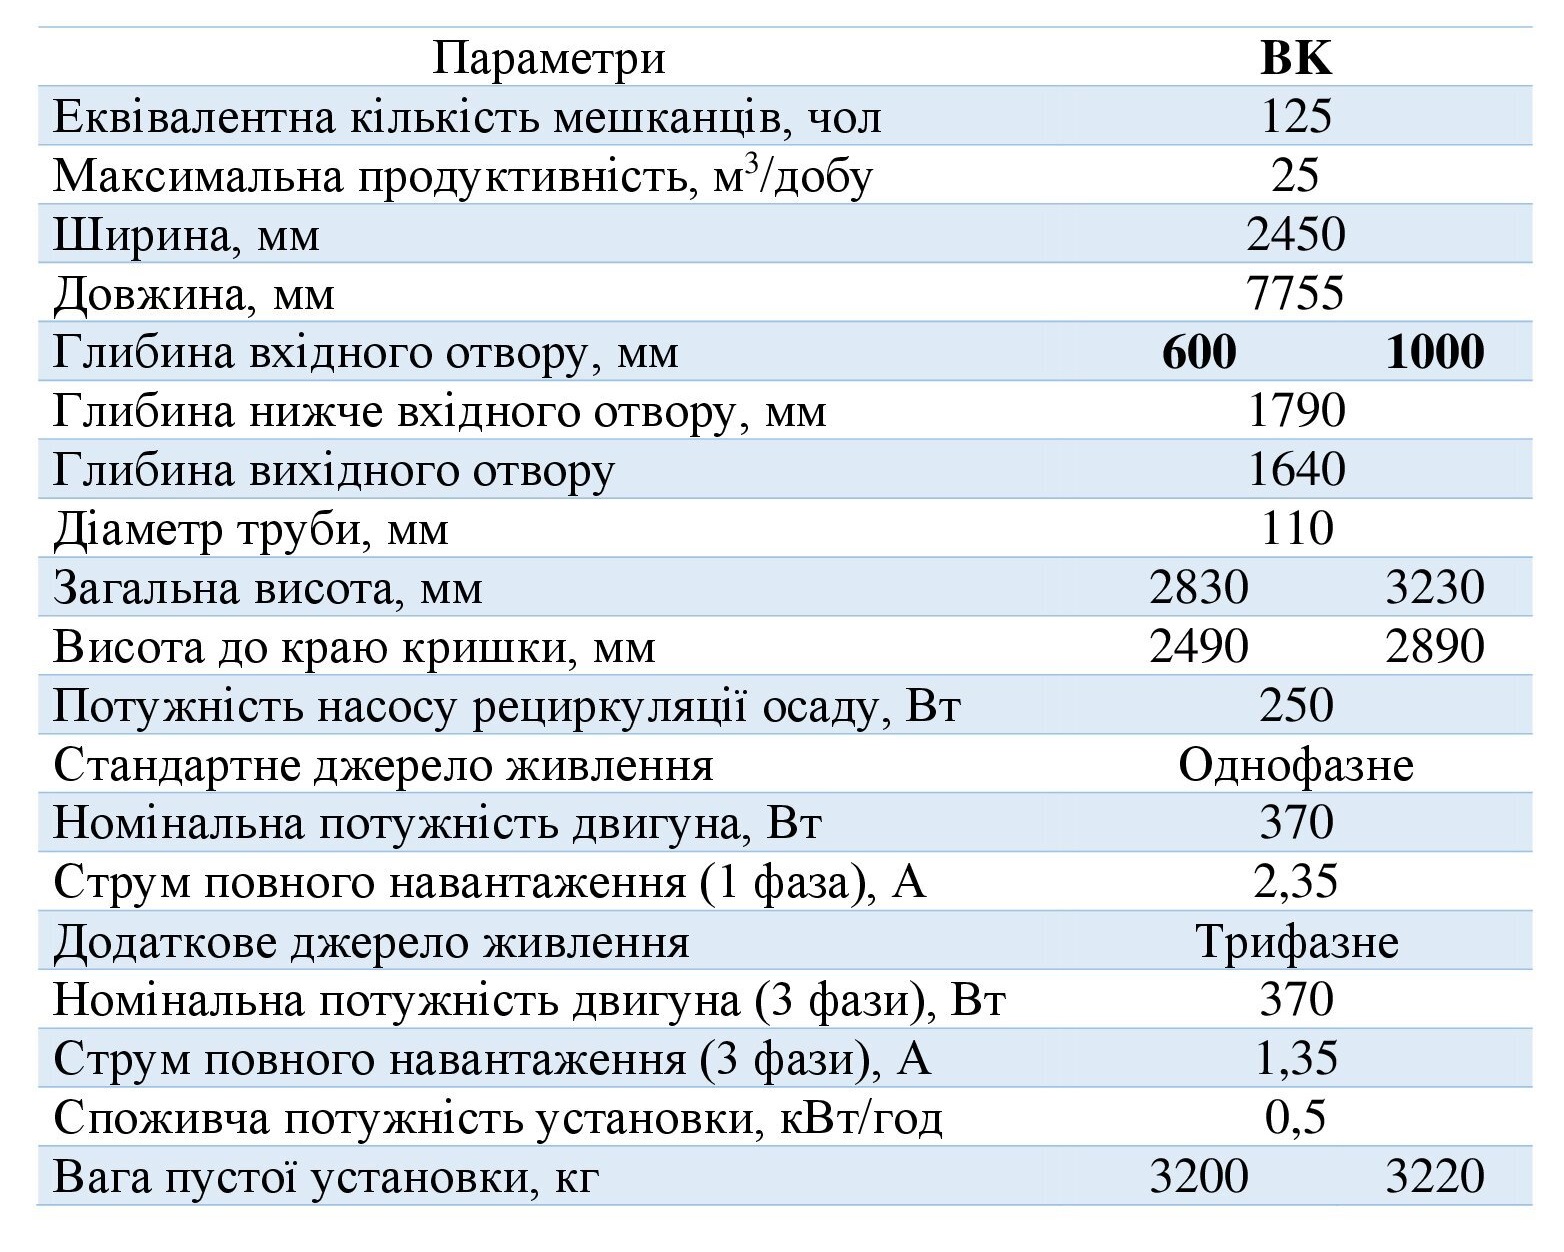 Параметри BK
Еквівалентна кількість мешканців, чол 125
Максимальна продуктивність, м³/добу 25
Ширина, мм 2450
Довжина, мм 7755
Глибина вхідного отвору, мм 600 1000
Глибина нижче вхідного отвору, мм 1790
Глибина вихідного отвору 1640
Діаметр труби, мм 110
Загальна висота, мм 2830 3230
Висота до краю кришки, мм 2490 2890
Потужність насосу рециркуляції осаду, Вт 250
Стандартне джерело живлення Однофазне
Номінальна потужність двигуна, Вт 370
Струм повного навантаження (1 фаза), А 2,35
Додаткове джерело живлення Трифазне
Номінальна потужність двигуна (3 фази), Вт 370
Струм повного навантаження (3 фази), А 1,35
Споживча потужність установки, кВт/год 0,5
Вага пустої установки, кг 3200 3220